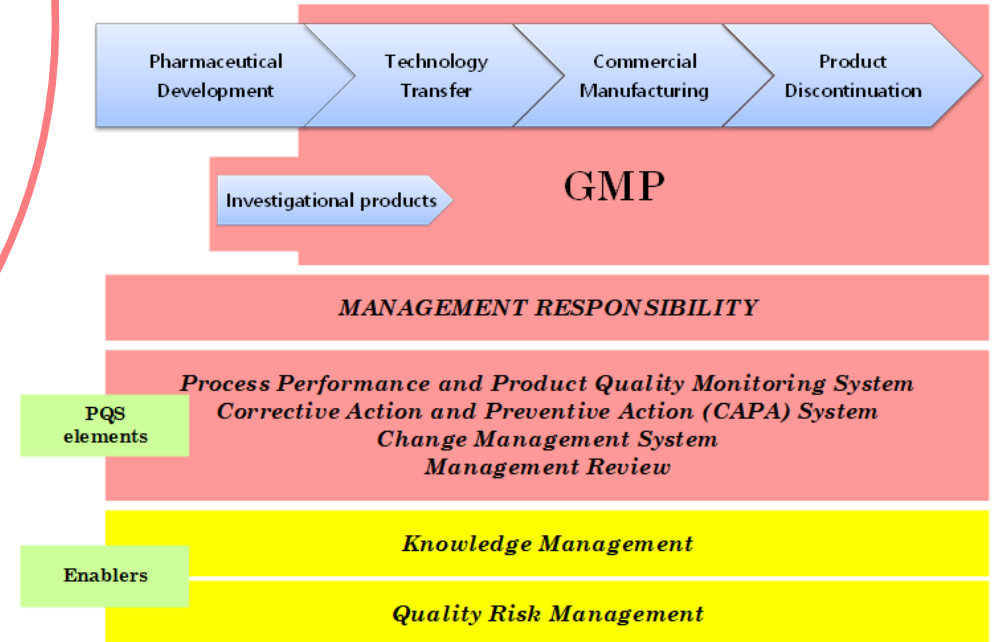 Pharmaceutical
Development
Technology
Transfer
Commercial
Manufacturing
Product
Discontinuation
Investigational products
GMP
MANAGEMENT RESPONSIBILITY
PQS
elements
Process Performance and Product Quality Monitoring System
Corrective Action and Preventive Action (CAPA) System
Change Management System
Management Review
Enablers
Knowledge Management
Quality Risk Management